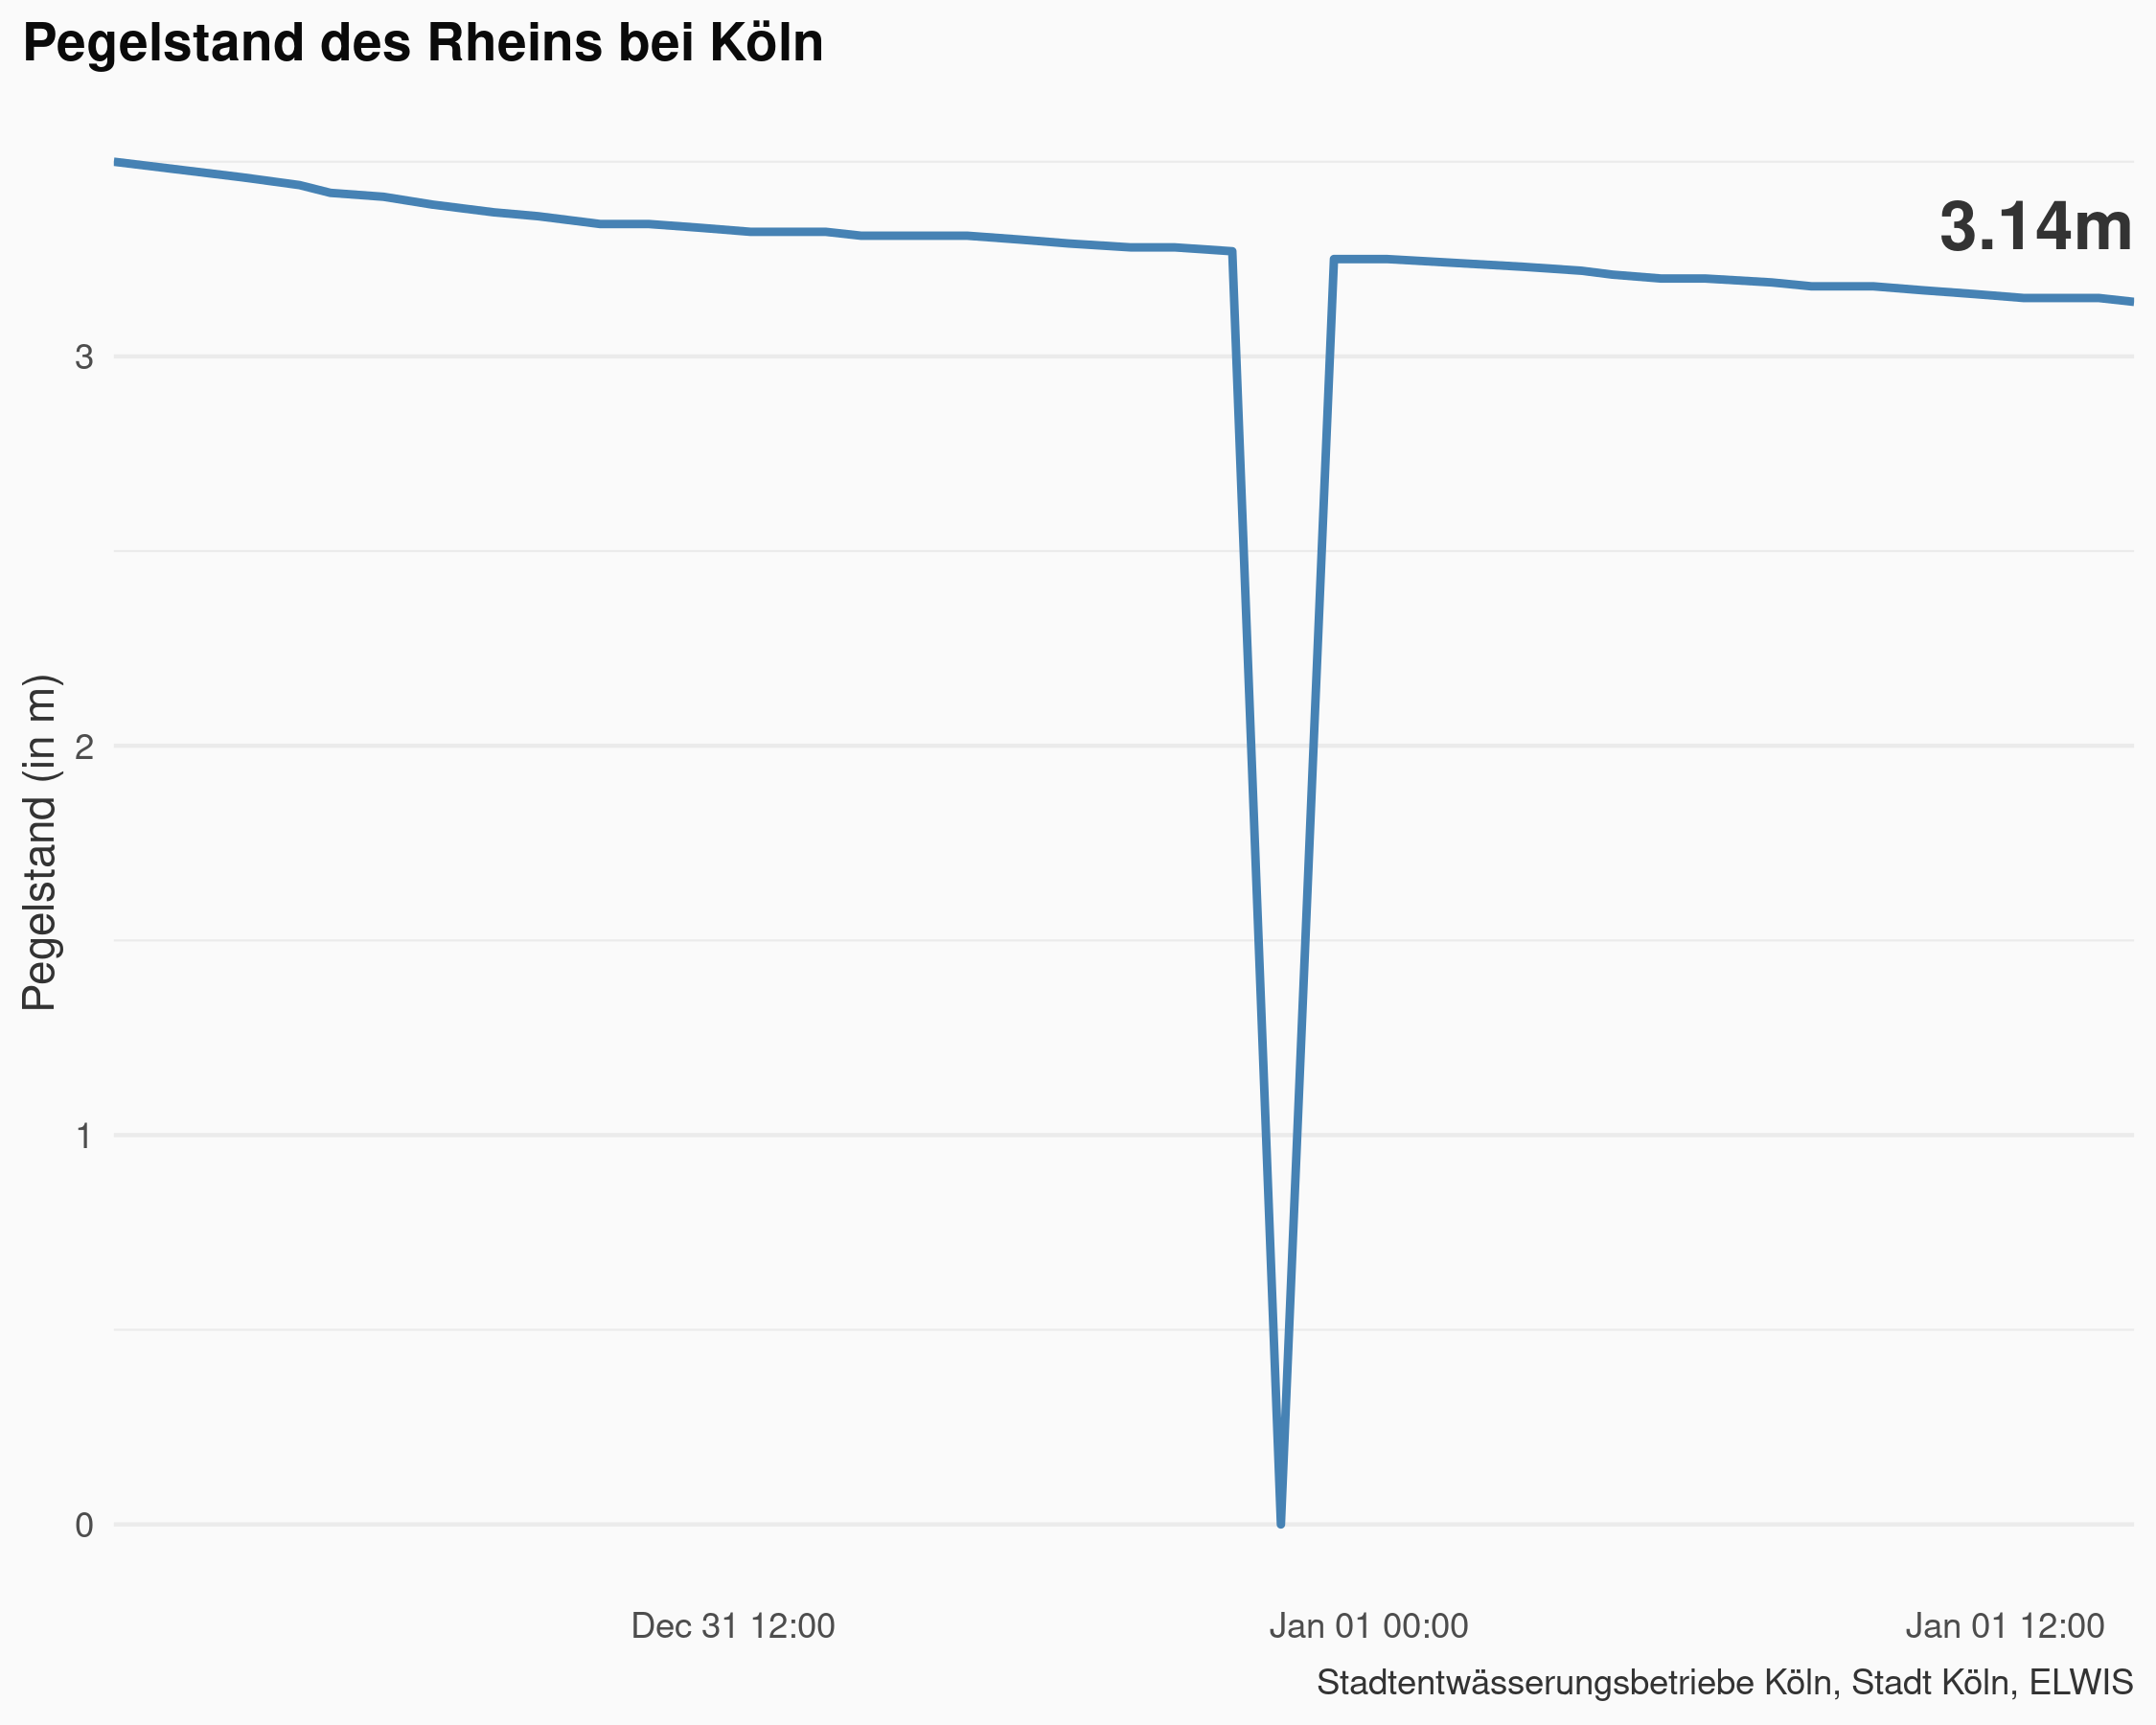 Pegelstand des Rheins bei Köln
3.14m
Pegelstand (in m)
3
2
1
0
Dec 31 12:00
Jan 01 00:00
Jan 01 12:00
Stadtentwässerungsbetriebe Köln, Stadt Köln, ELWIS